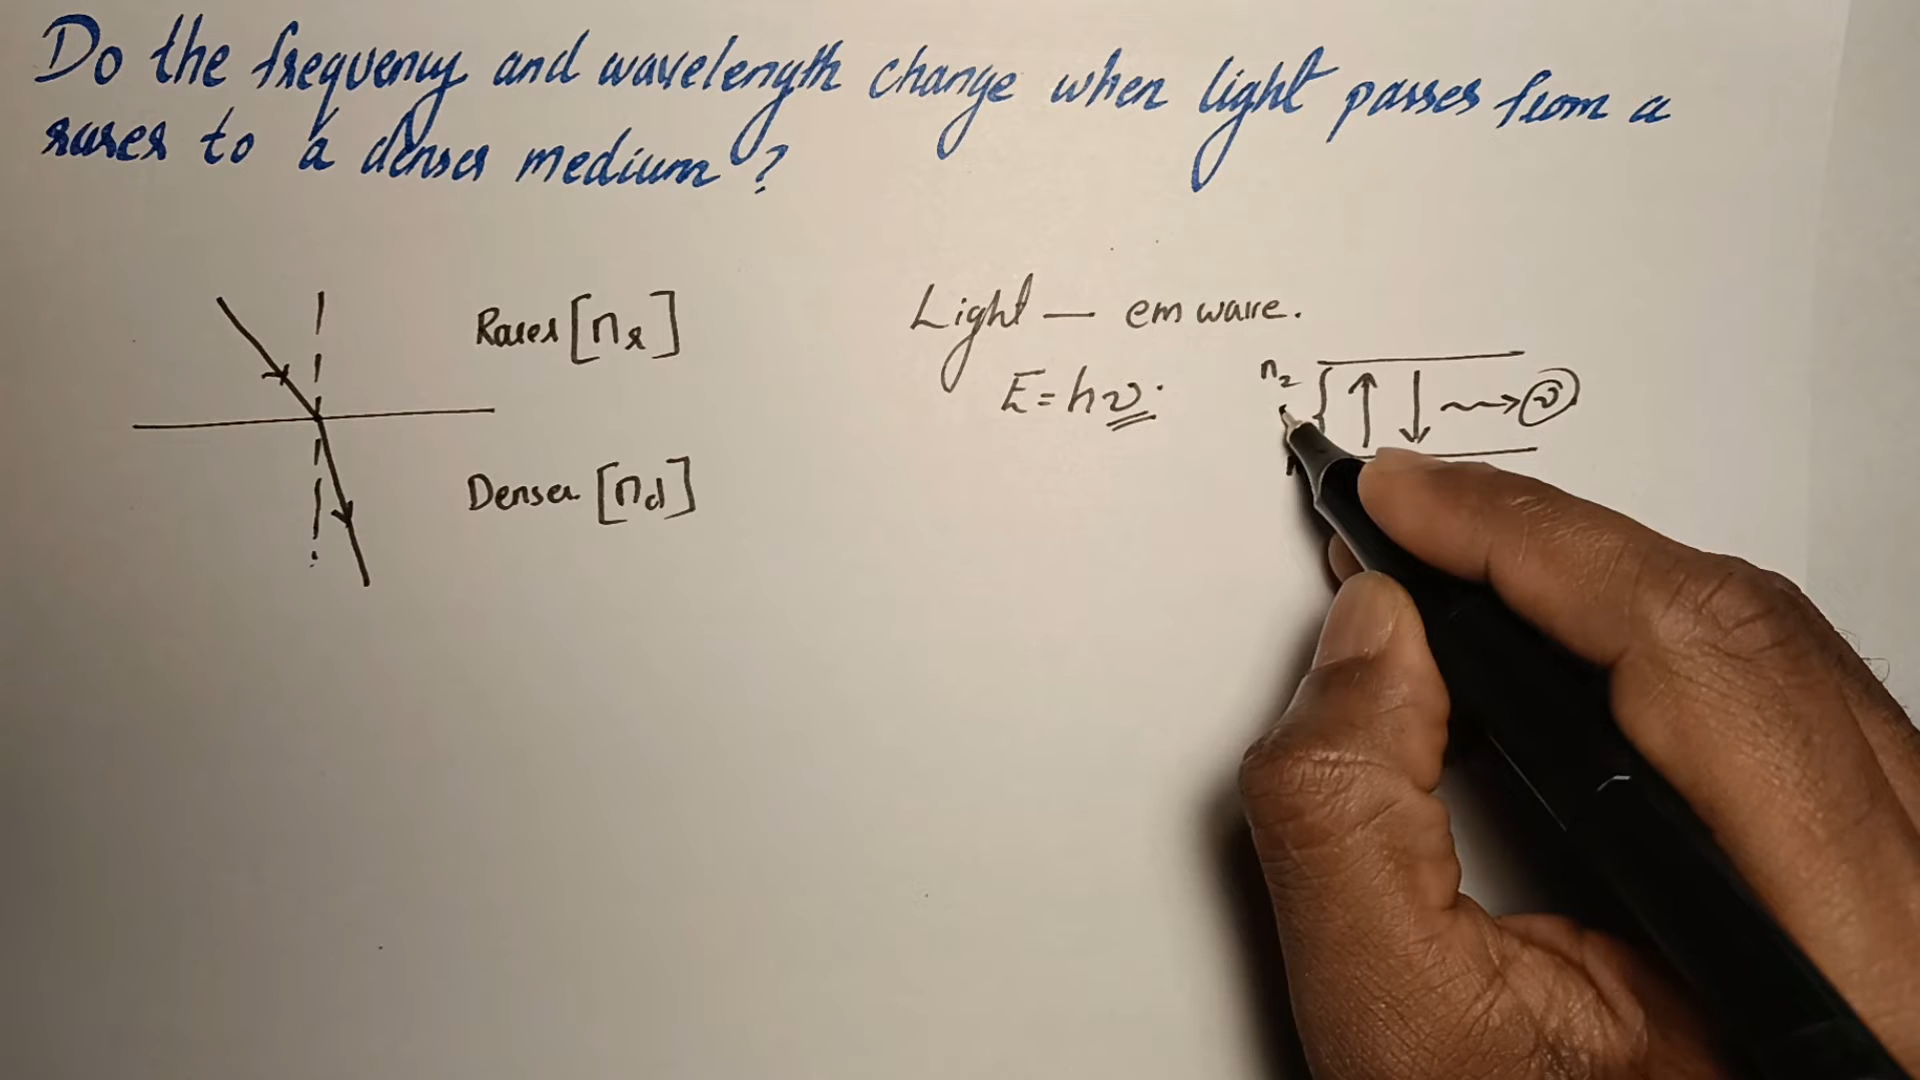 Do the frequency and wavelength change when light passes from a
rarer to a denser medium?
Rarer [nr]
Denser [nd]
Light — em wave.
E = hν.
n2
ν